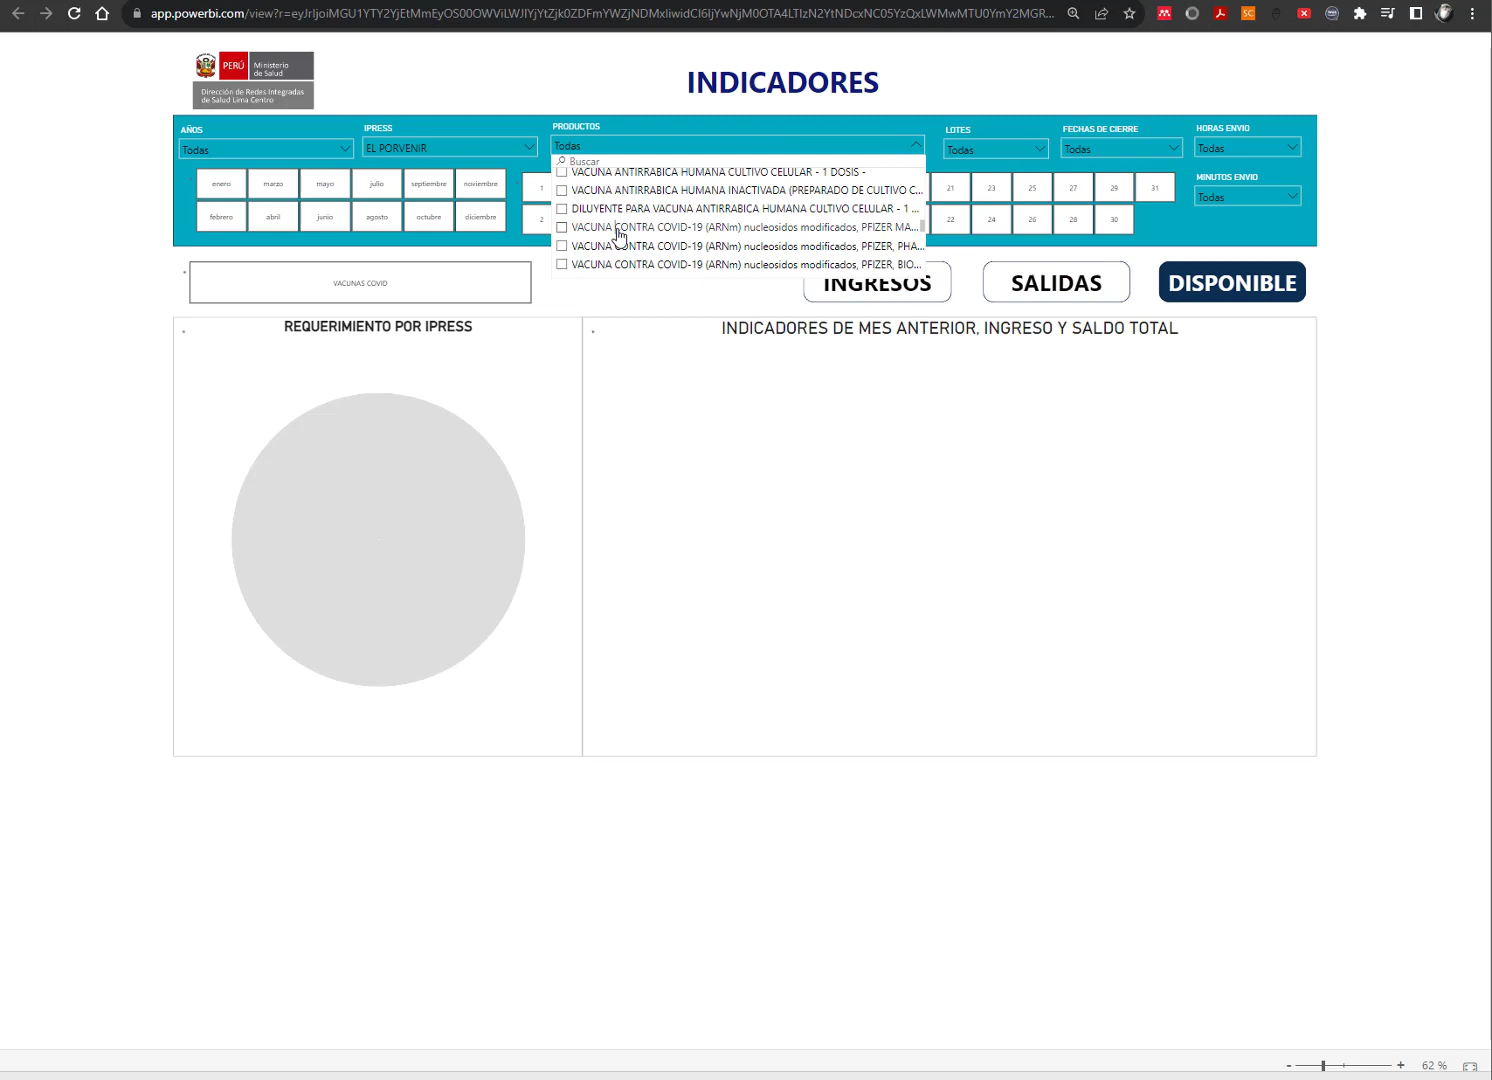 app.powerbi.com
PERÚ
Ministerio
de Salud
Dirección de Redes Integradas
de Salud Lima Centro
INDICADORES
AÑOS
Todas
IPRESS
EL PORVENIR
PRODUCTOS
Todas
Buscar
VACUNA ANTIRRABICA HUMANA CULTIVO CELULAR - 1 DOSIS -
VACUNA ANTIRRABICA HUMANA INACTIVADA (PREPARADO DE CULTIVO C...
DILUYENTE PARA VACUNA ANTIRRABICA HUMANA CULTIVO CELULAR - 1 ...
VACUNA CONTRA COVID-19 (ARNm) nucleosidos modificados, PFIZER MA...
VACUNA CONTRA COVID-19 (ARNm) nucleosidos modificados, PFIZER, PHA...
VACUNA CONTRA COVID-19 (ARNm) nucleosidos modificados, PFIZER, BIO...
LOTES
Todas
FECHAS DE CIERRE
Todas
HORAS ENVIO
Todas
MINUTOS ENVIO
Todas
enero marzo mayo julio septiembre noviembre
febrero abril junio agosto octubre diciembre
1 21 23 25 27 29 31
2 22 24 26 28 30
VACUNAS COVID
INGRESOS
SALIDAS
DISPONIBLE
REQUERIMIENTO POR IPRESS
INDICADORES DE MES ANTERIOR, INGRESO Y SALDO TOTAL
- + 62 %